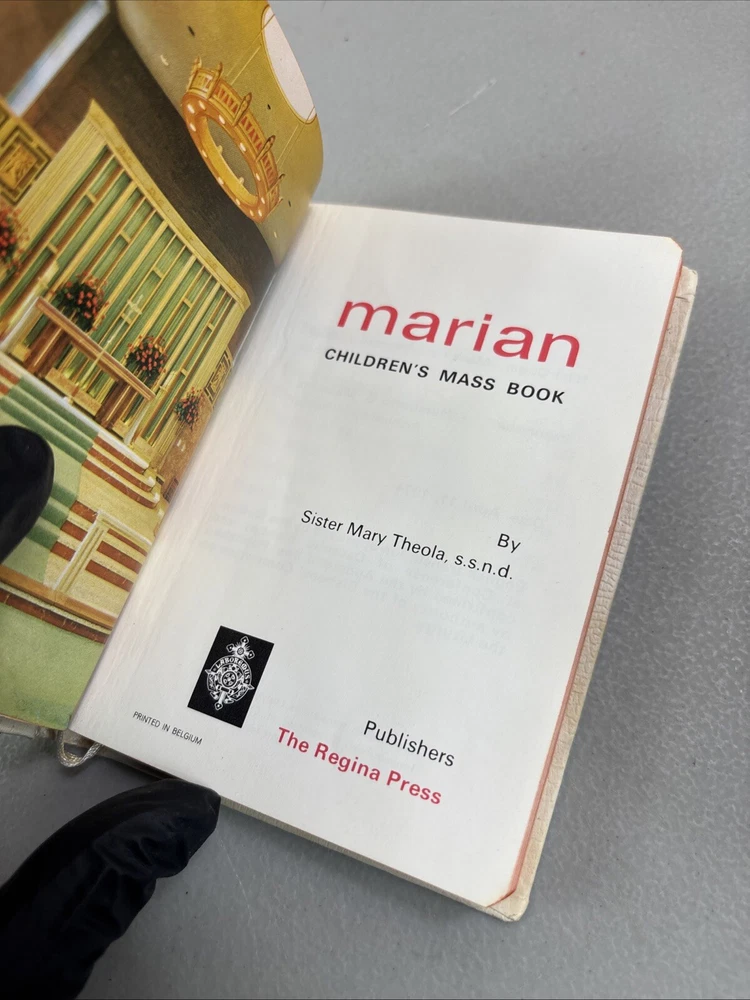 marian
CHILDREN'S MASS BOOK
By
Sister Mary Theola, s.s.n.d.
PRINTED IN BELGIUM
Publishers
The Regina Press